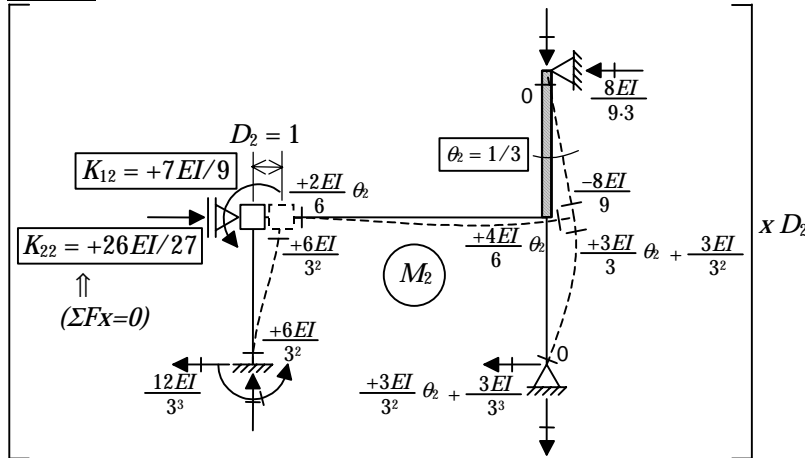 0
8EI
9·3
D₂ = 1
θ₂ = 1/3
K₁₂ = +7EI/9
+2EI/6 θ₂
-8EI/9
x D₂
K₂₂ = +26EI/27
+6EI/3²
+4EI/6 θ₂
+3EI/3 θ₂ + 3EI/3²
M₂
⇑
(ΣFx=0)
+6EI/3²
0
12EI/3³
+3EI/3² θ₂ + 3EI/3³